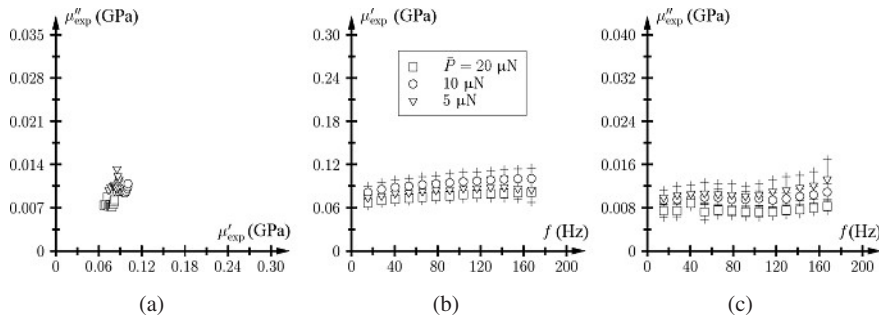 μ″exp (GPa)
0.035
0.028
0.021
0.014
0.007
0
μ′exp (GPa)
0 0.06 0.12 0.18 0.24 0.30
(a)
μ′exp (GPa)
0.30
0.24
0.18
0.12
0.06
0
P̄ = 20 μN
10 μN
5 μN
f (Hz)
0 40 80 120 160 200
(b)
μ″exp (GPa)
0.040
0.032
0.024
0.016
0.008
0
f (Hz)
0 40 80 120 160 200
(c)